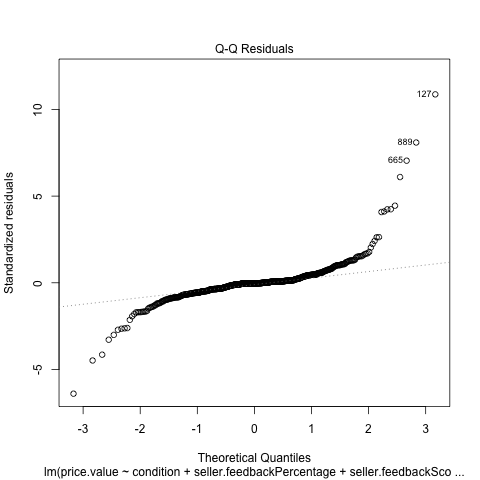 Q-Q Residuals
Standardized residuals
10
5
0
-5
127
889
665
-3 -2 -1 0 1 2 3
Theoretical Quantiles
lm(price.value ~ condition + seller.feedbackPercentage + seller.feedbackSco ...